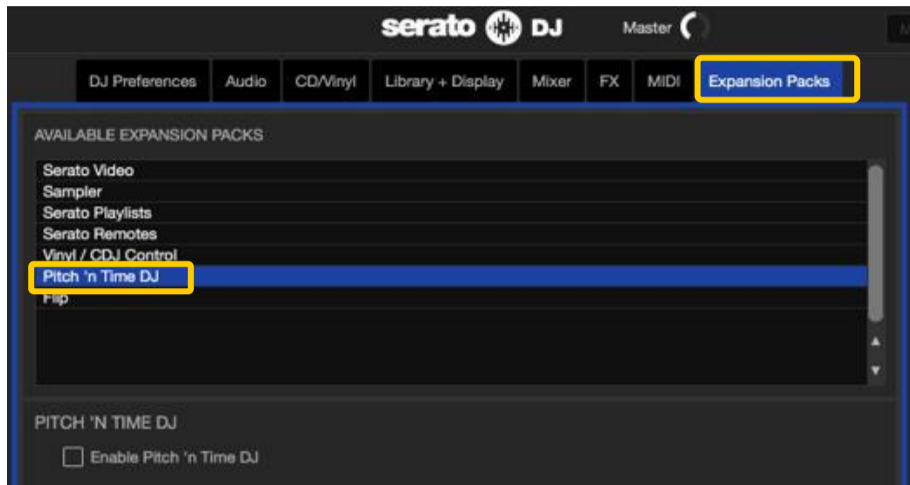 serato DJ Master
DJ Preferences Audio CD/Vinyl Library + Display Mixer FX MIDI Expansion Packs
AVAILABLE EXPANSION PACKS
Serato Video
Sampler
Serato Playlists
Serato Remotes
Vinyl / CDJ Control
Pitch 'n Time DJ
Flip
PITCH 'N TIME DJ
Enable Pitch 'n Time DJ